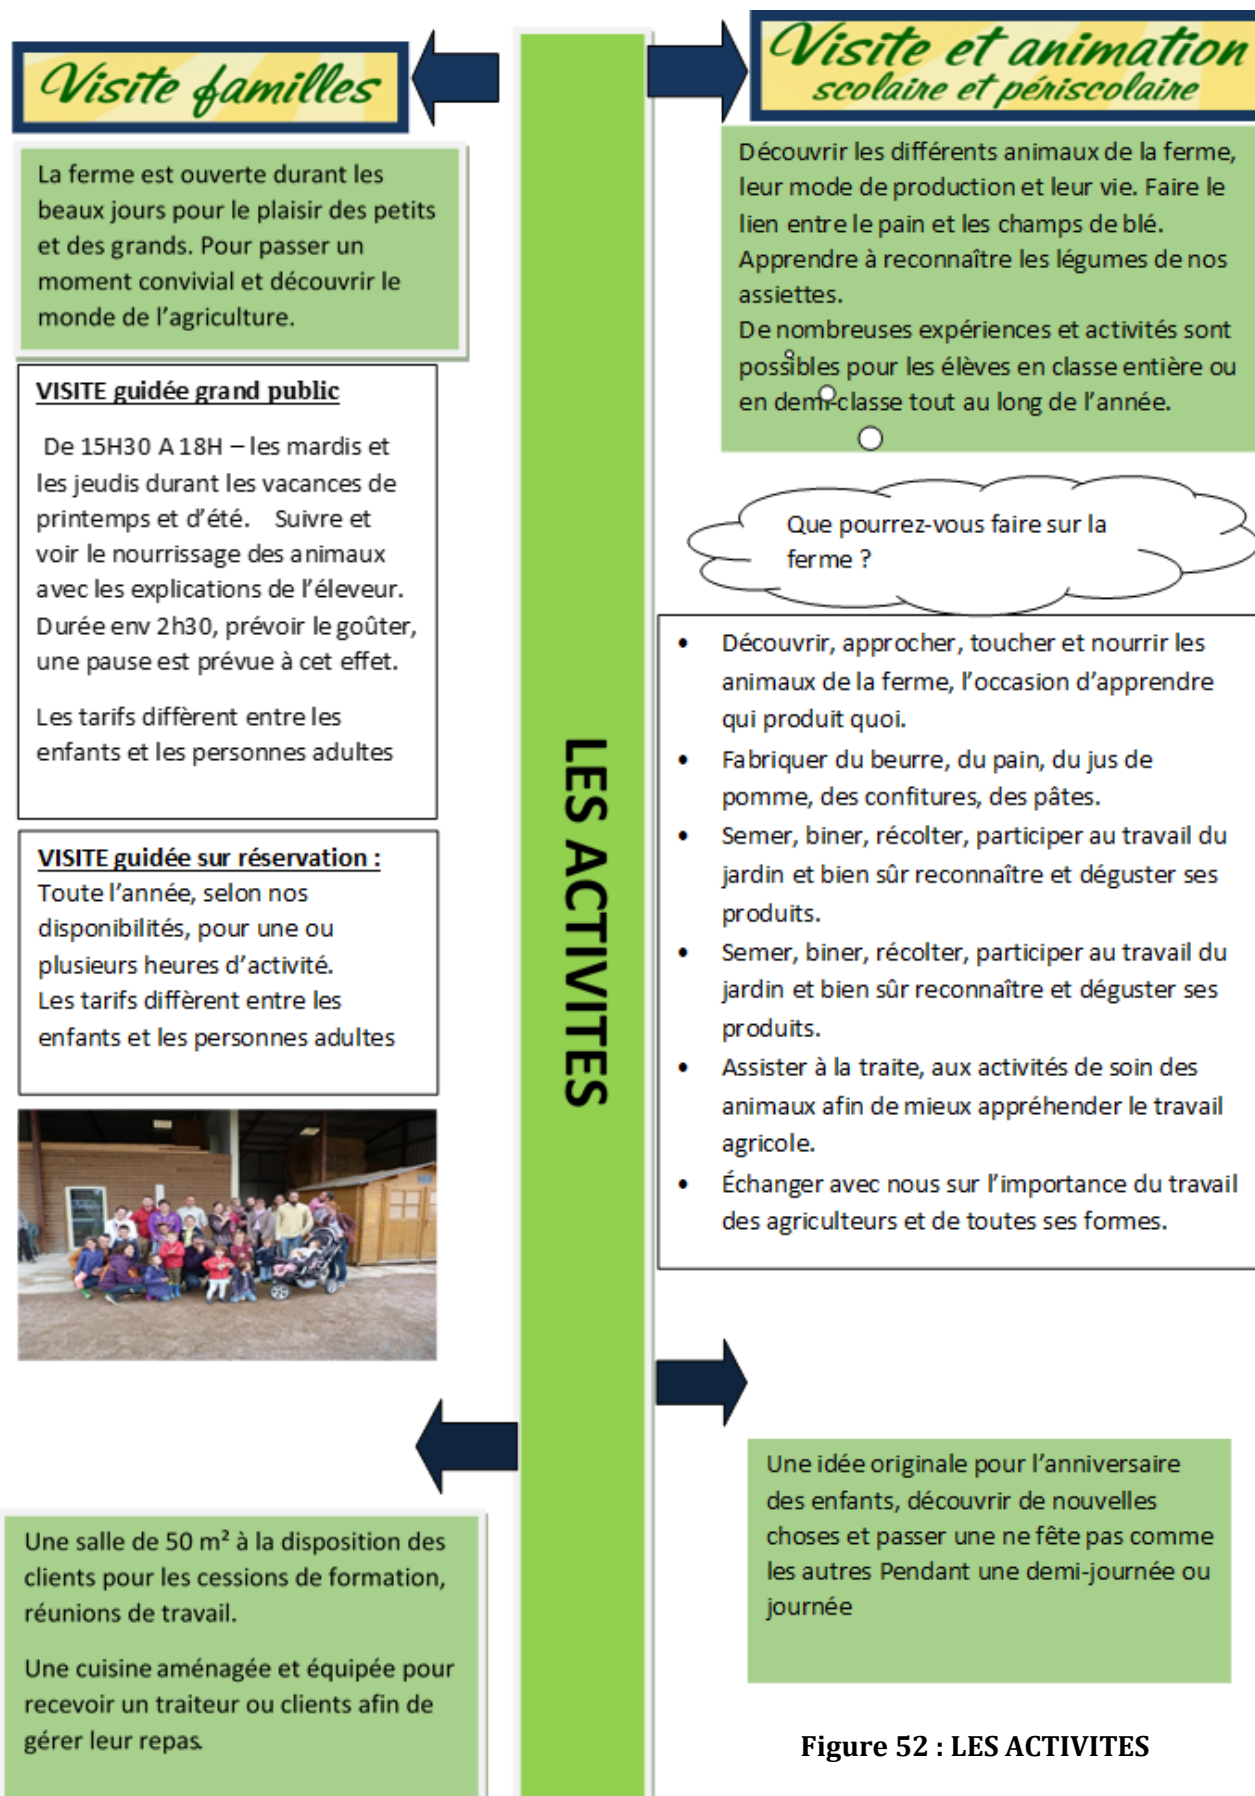 Visite familles
La ferme est ouverte durant les
beaux jours pour le plaisir des petits
et des grands. Pour passer un
moment convivial et découvrir le
monde de l'agriculture.
VISITE guidée grand public
De 15H30 A 18H – les mardis et
les jeudis durant les vacances de
printemps et d'été. Suivre et
voir le nourrissage des animaux
avec les explications de l'éleveur.
Durée env 2h30, prévoir le goûter,
une pause est prévue à cet effet.
Les tarifs diffèrent entre les
enfants et les personnes adultes
VISITE guidée sur réservation :
Toute l'année, selon nos
disponibilités, pour une ou
plusieurs heures d'activité.
Les tarifs diffèrent entre les
enfants et les personnes adultes
Une salle de 50 m² à la disposition des
clients pour les cessions de formation,
réunions de travail.
Une cuisine aménagée et équipée pour
recevoir un traiteur ou clients afin de
gérer leur repas.
LES ACTIVITES
Visite et animation
scolaire et périscolaire
Découvrir les différents animaux de la ferme,
leur mode de production et leur vie. Faire le
lien entre le pain et les champs de blé.
Apprendre à reconnaître les légumes de nos
assiettes.
De nombreuses expériences et activités sont
possibles pour les élèves en classe entière ou
en demi-classe tout au long de l'année.
Que pourrez-vous faire sur la
ferme ?
• Découvrir, approcher, toucher et nourrir les
animaux de la ferme, l'occasion d'apprendre
qui produit quoi.
• Fabriquer du beurre, du pain, du jus de
pomme, des confitures, des pâtes.
• Semer, biner, récolter, participer au travail du
jardin et bien sûr reconnaître et déguster ses
produits.
• Semer, biner, récolter, participer au travail du
jardin et bien sûr reconnaître et déguster ses
produits.
• Assister à la traite, aux activités de soin des
animaux afin de mieux appréhender le travail
agricole.
• Échanger avec nous sur l'importance du travail
des agriculteurs et de toutes ses formes.
Une idée originale pour l'anniversaire
des enfants, découvrir de nouvelles
choses et passer une ne fête pas comme
les autres Pendant une demi-journée ou
journée
Figure 52 : LES ACTIVITES